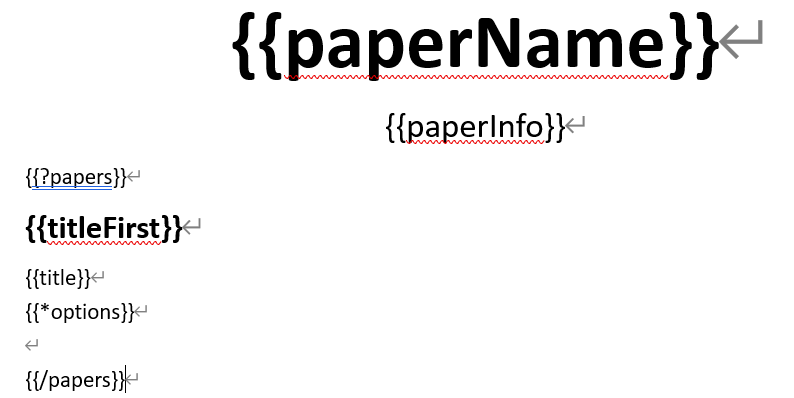 {{paperName}}
{{paperInfo}}
{{?papers}}
{{titleFirst}}
{{title}}
{{*options}}
{{/papers}}